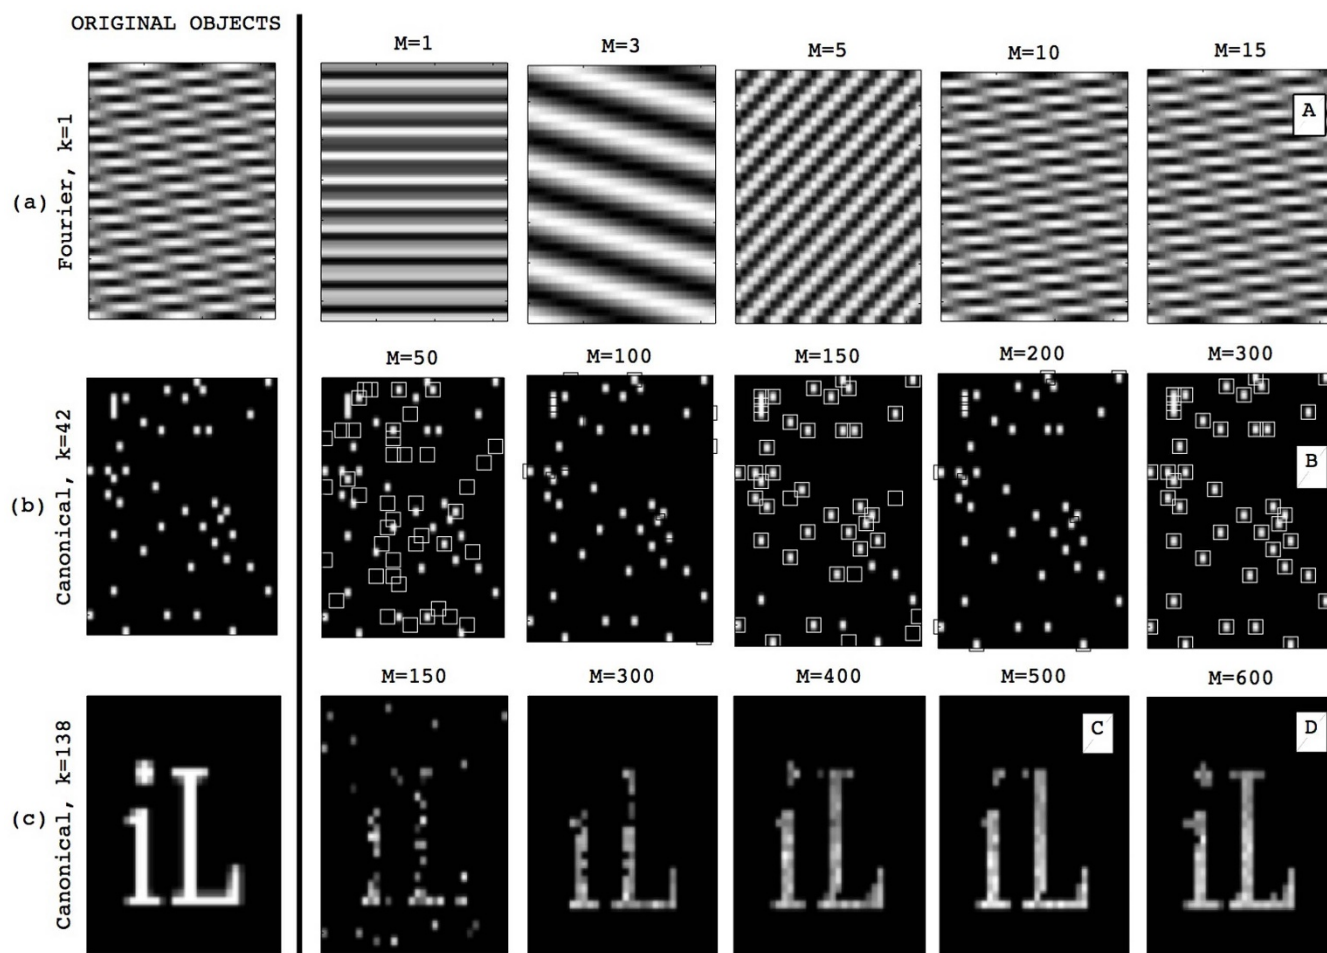 ORIGINAL OBJECTS
M=1
M=3
M=5
M=10
M=15
(a)
Fourier, k=1
A
M=50
M=100
M=150
M=200
M=300
(b)
Canonical, k=42
B
M=150
M=300
M=400
M=500
M=600
(c)
Canonical, k=138
iL
C
D